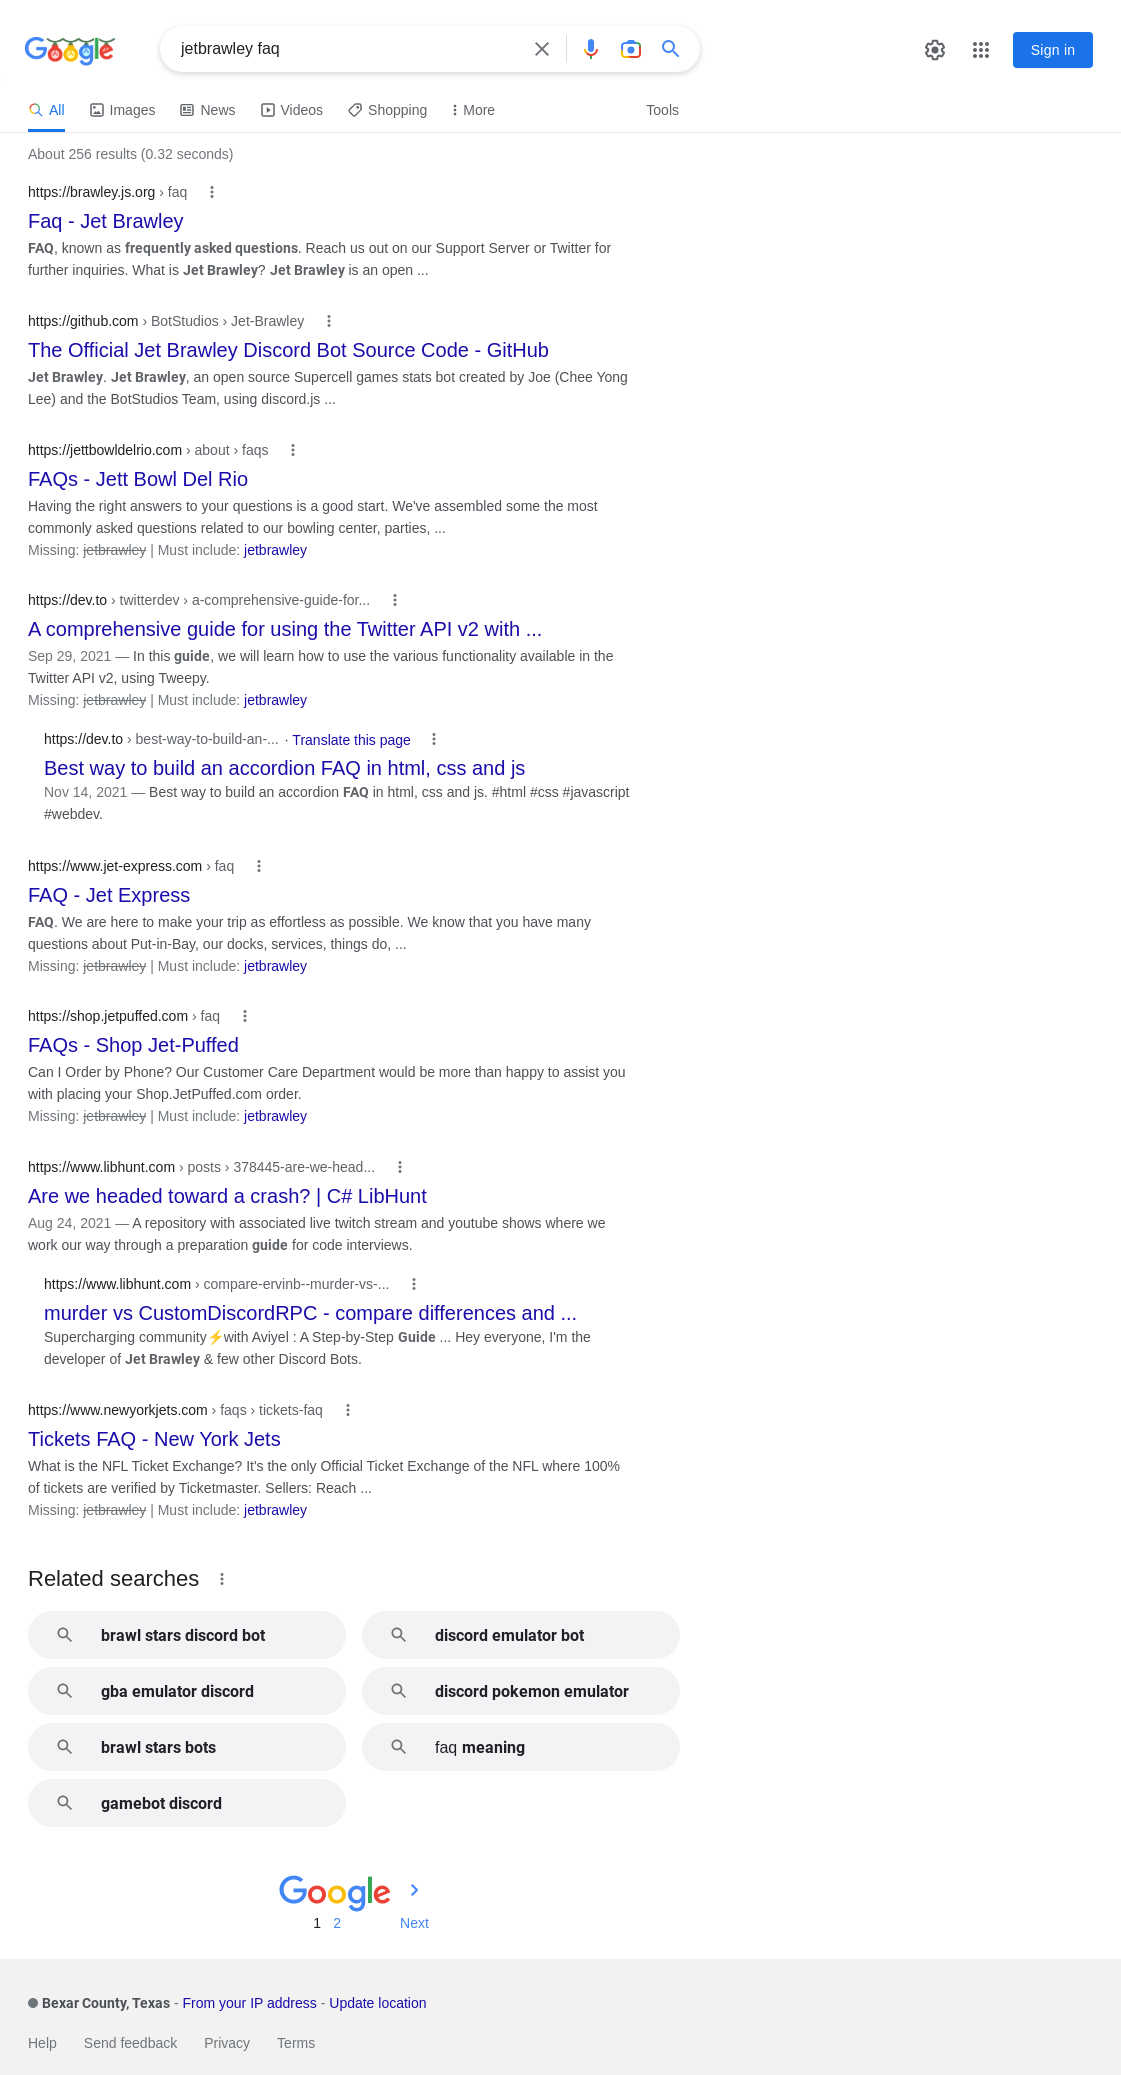 Google
jetbrawley faq
Sign in
All
Images
News
Videos
Shopping
More
Tools
About 256 results (0.32 seconds)
https://brawley.js.org › faq
Faq - Jet Brawley
FAQ, known as frequently asked questions. Reach us out on our Support Server or Twitter for
further inquiries. What is Jet Brawley? Jet Brawley is an open ...
https://github.com › BotStudios › Jet-Brawley
The Official Jet Brawley Discord Bot Source Code - GitHub
Jet Brawley. Jet Brawley, an open source Supercell games stats bot created by Joe (Chee Yong
Lee) and the BotStudios Team, using discord.js ...
https://jettbowldelrio.com › about › faqs
FAQs - Jett Bowl Del Rio
Having the right answers to your questions is a good start. We've assembled some the most
commonly asked questions related to our bowling center, parties, ...
Missing: jetbrawley | Must include: jetbrawley
https://dev.to › twitterdev › a-comprehensive-guide-for...
A comprehensive guide for using the Twitter API v2 with ...
Sep 29, 2021 — In this guide, we will learn how to use the various functionality available in the
Twitter API v2, using Tweepy.
Missing: jetbrawley | Must include: jetbrawley
https://dev.to › best-way-to-build-an-... · Translate this page
Best way to build an accordion FAQ in html, css and js
Nov 14, 2021 — Best way to build an accordion FAQ in html, css and js. #html #css #javascript
#webdev.
https://www.jet-express.com › faq
FAQ - Jet Express
FAQ. We are here to make your trip as effortless as possible. We know that you have many
questions about Put-in-Bay, our docks, services, things do, ...
Missing: jetbrawley | Must include: jetbrawley
https://shop.jetpuffed.com › faq
FAQs - Shop Jet-Puffed
Can I Order by Phone? Our Customer Care Department would be more than happy to assist you
with placing your Shop.JetPuffed.com order.
Missing: jetbrawley | Must include: jetbrawley
https://www.libhunt.com › posts › 378445-are-we-head...
Are we headed toward a crash? | C# LibHunt
Aug 24, 2021 — A repository with associated live twitch stream and youtube shows where we
work our way through a preparation guide for code interviews.
https://www.libhunt.com › compare-ervinb--murder-vs-...
murder vs CustomDiscordRPC - compare differences and ...
Supercharging community⚡with Aviyel : A Step-by-Step Guide ... Hey everyone, I'm the
developer of Jet Brawley & few other Discord Bots.
https://www.newyorkjets.com › faqs › tickets-faq
Tickets FAQ - New York Jets
What is the NFL Ticket Exchange? It's the only Official Ticket Exchange of the NFL where 100%
of tickets are verified by Ticketmaster. Sellers: Reach ...
Missing: jetbrawley | Must include: jetbrawley
Related searches
brawl stars discord bot
discord emulator bot
gba emulator discord
discord pokemon emulator
brawl stars bots
faq meaning
gamebot discord
Google
1 2 Next
Bexar County, Texas - From your IP address - Update location
Help Send feedback Privacy Terms